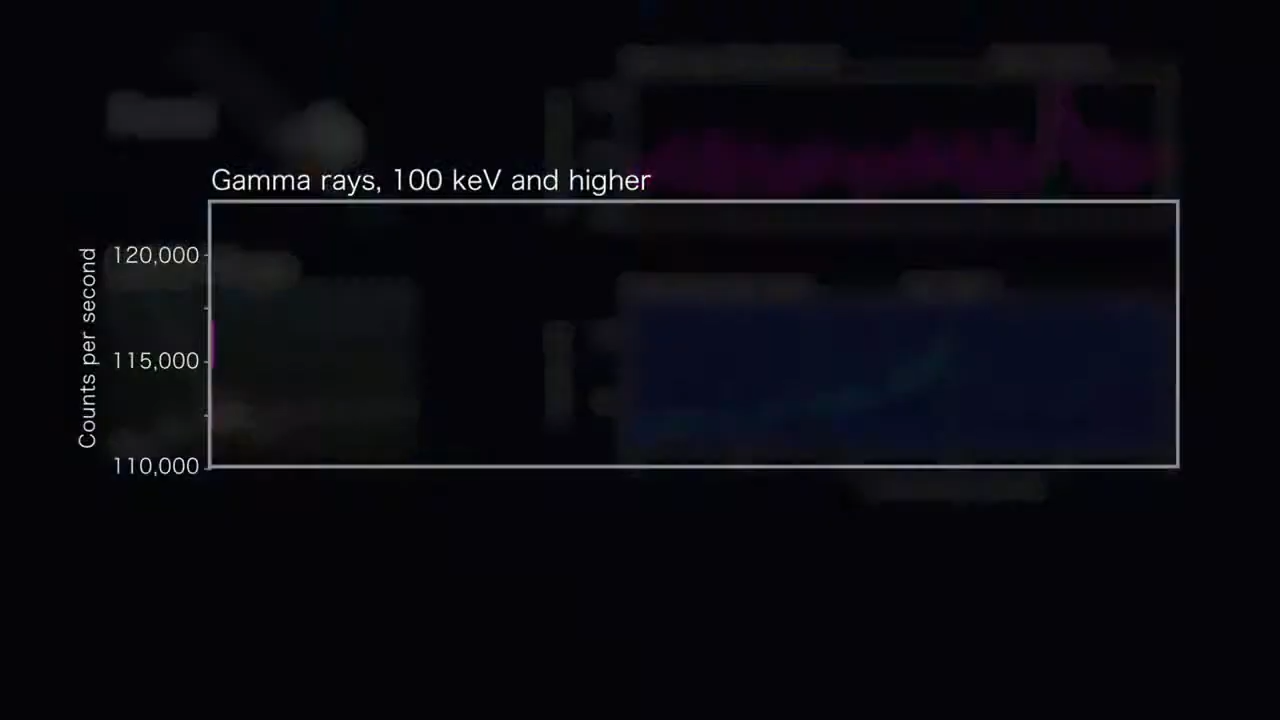 Gamma rays, 100 keV and higher
Counts per second
120,000
115,000
110,000